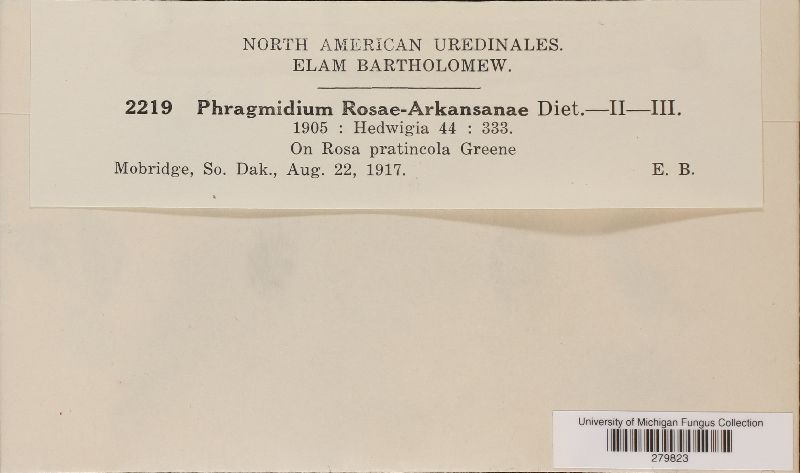 NORTH AMERICAN UREDINALES.
ELAM BARTHOLOMEW.
2219 Phragmidium Rosae-Arkansanae Diet.—II—III.
1905 : Hedwigia 44 : 333.
On Rosa pratincola Greene
Mobridge, So. Dak., Aug. 22, 1917. E. B.
University of Michigan Fungus Collection
279823